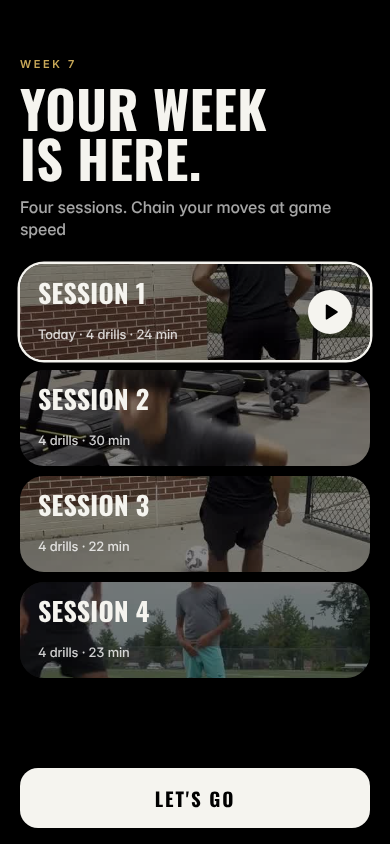 WEEK 7
YOUR WEEK
IS HERE.
Four sessions. Chain your moves at game
speed
SESSION 1
Today · 4 drills · 24 min
SESSION 2
4 drills · 30 min
SESSION 3
4 drills · 22 min
SESSION 4
4 drills · 23 min
LET'S GO